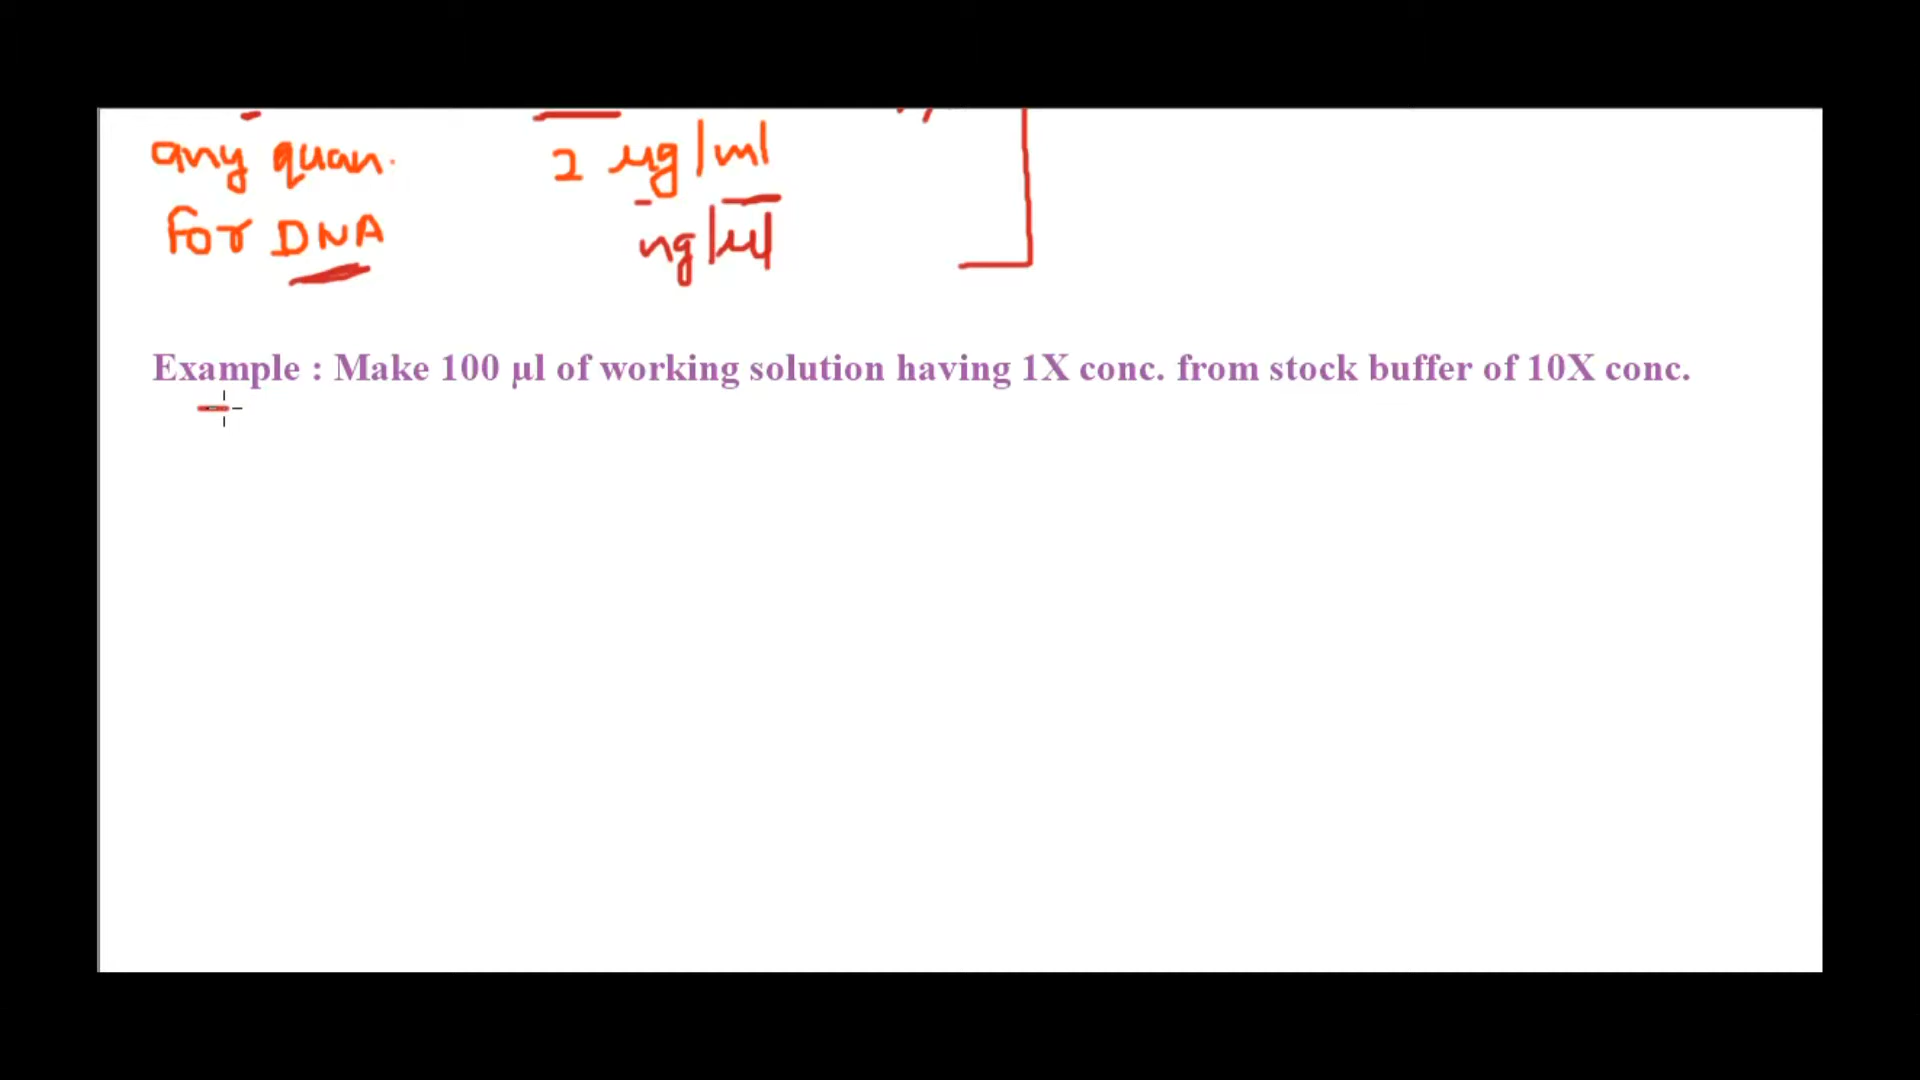 any quan.
2 µg/ml
for DNA
ng/µl
Example : Make 100 µl of working solution having 1X conc. from stock buffer of 10X conc.